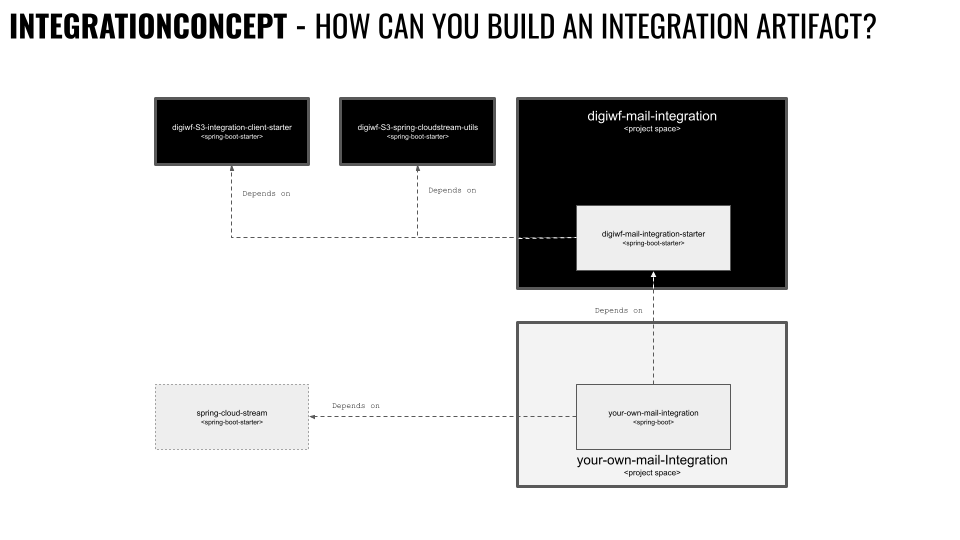 INTEGRATIONCONCEPT - HOW CAN YOU BUILD AN INTEGRATION ARTIFACT?
digiwf-S3-integration-client-starter
<spring-boot-starter>
digiwf-S3-spring-cloudstream-utils
<spring-boot-starter>
digiwf-mail-integration
<project space>
Depends on
Depends on
digiwf-mail-integration-starter
<spring-boot-starter>
Depends on
spring-cloud-stream
<spring-boot-starter>
Depends on
your-own-mail-integration
<spring-boot>
your-own-mail-Integration
<project space>